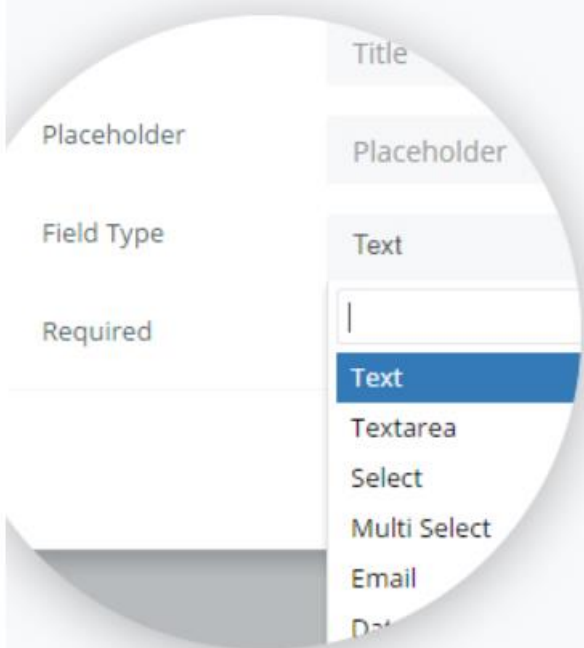 Title
Placeholder Placeholder
Field Type Text
Required
Text
Textarea
Select
Multi Select
Email